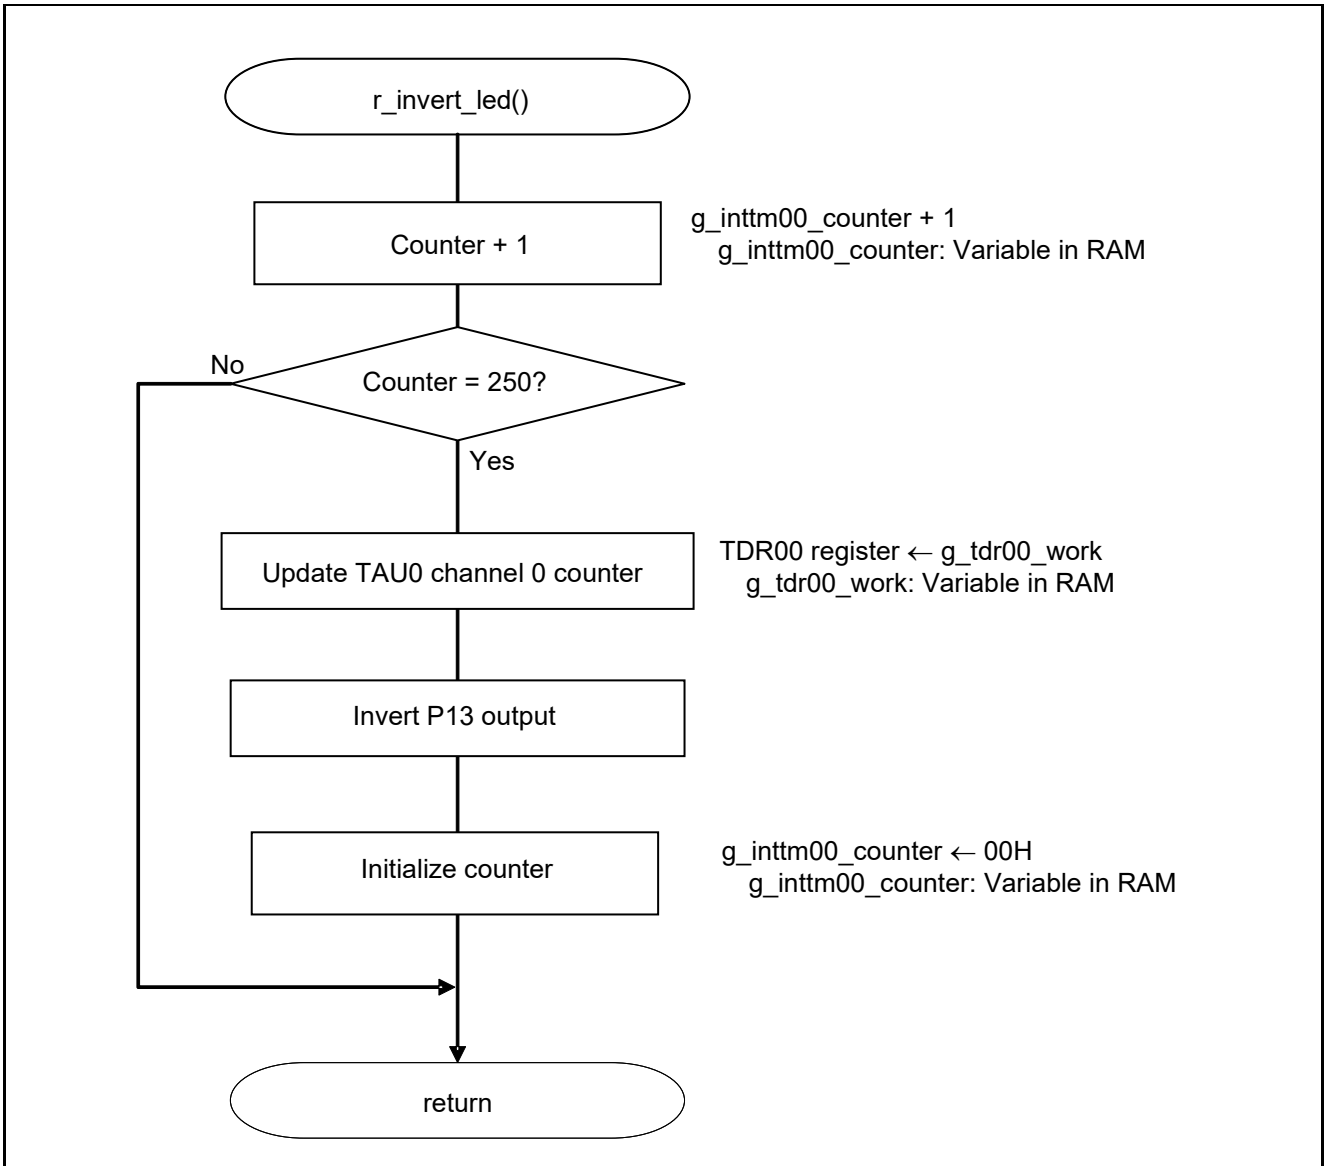 r_invert_led()
Counter + 1
g_inttm00_counter + 1
g_inttm00_counter: Variable in RAM
No
Counter = 250?
Yes
Update TAU0 channel 0 counter
TDR00 register ← g_tdr00_work
g_tdr00_work: Variable in RAM
Invert P13 output
Initialize counter
g_inttm00_counter ← 00H
g_inttm00_counter: Variable in RAM
return